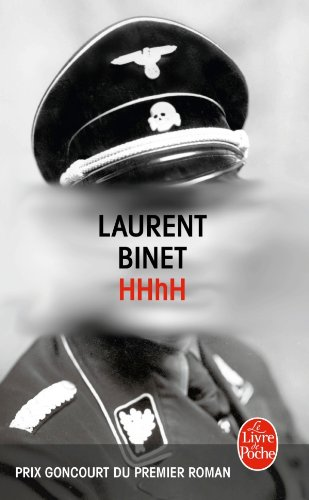 LAURENT
BINET
HHhH
Le
Livre
de
Poche
PRIX GONCOURT DU PREMIER ROMAN